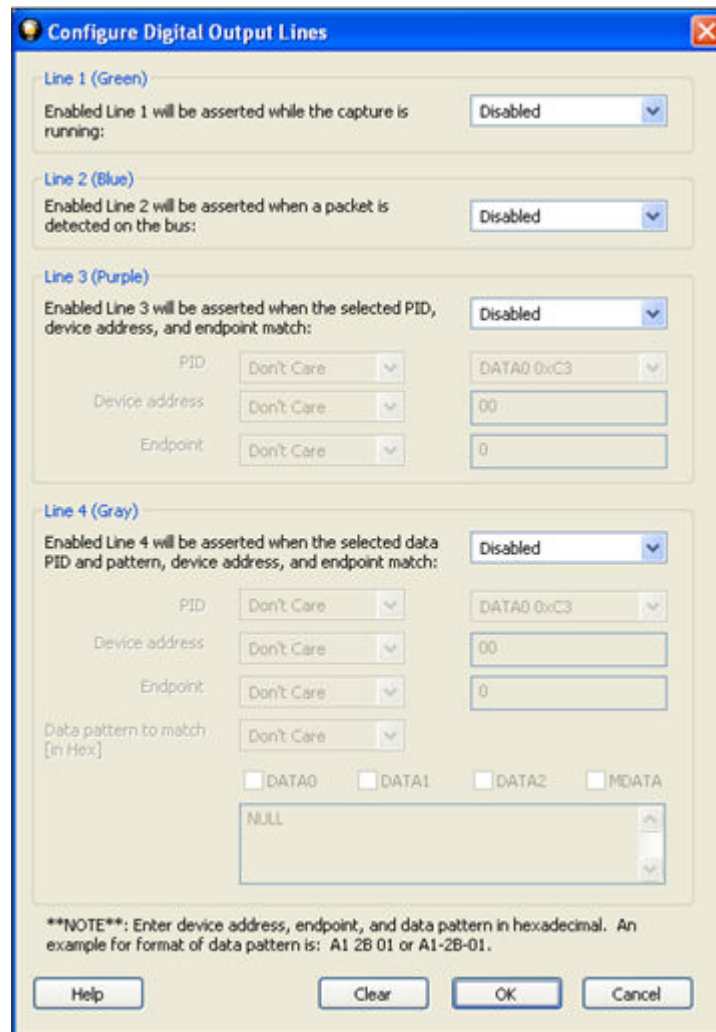 Configure Digital Output Lines
Line 1 (Green)
Enabled Line 1 will be asserted while the capture is
running:
Disabled
Line 2 (Blue)
Enabled Line 2 will be asserted when a packet is
detected on the bus:
Disabled
Line 3 (Purple)
Enabled Line 3 will be asserted when the selected PID,
device address, and endpoint match:
Disabled
PID Don't Care DATA0 0xC3
Device address Don't Care 00
Endpoint Don't Care 0
Line 4 (Gray)
Enabled Line 4 will be asserted when the selected data
PID and pattern, device address, and endpoint match:
Disabled
PID Don't Care DATA0 0xC3
Device address Don't Care 00
Endpoint Don't Care 0
Data pattern to match
[in Hex]
Don't Care
DATA0 DATA1 DATA2 MDATA
NULL
**NOTE**: Enter device address, endpoint, and data pattern in hexadecimal. An
example for format of data pattern is: A1 2B 01 or A1-2B-01.
Help Clear OK Cancel